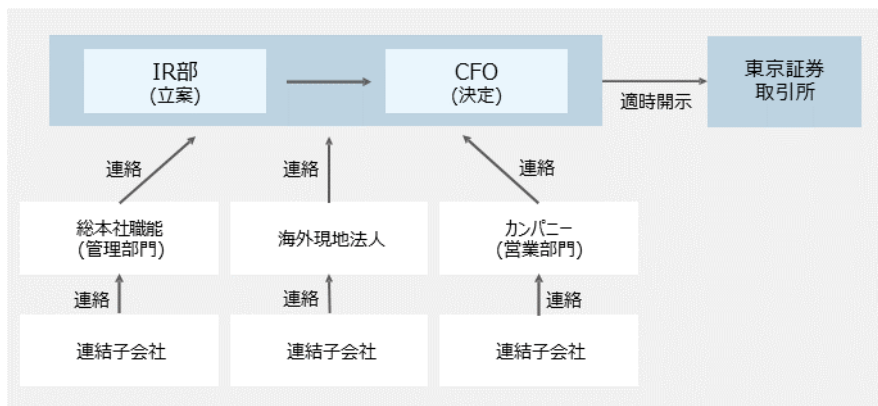 IR部
(立案)
CFO
(決定)
適時開示
東京証券
取引所
連絡
連絡
連絡
総本社職能
(管理部門)
海外現地法人
カンパニー
(営業部門)
連絡
連絡
連絡
連結子会社
連結子会社
連結子会社